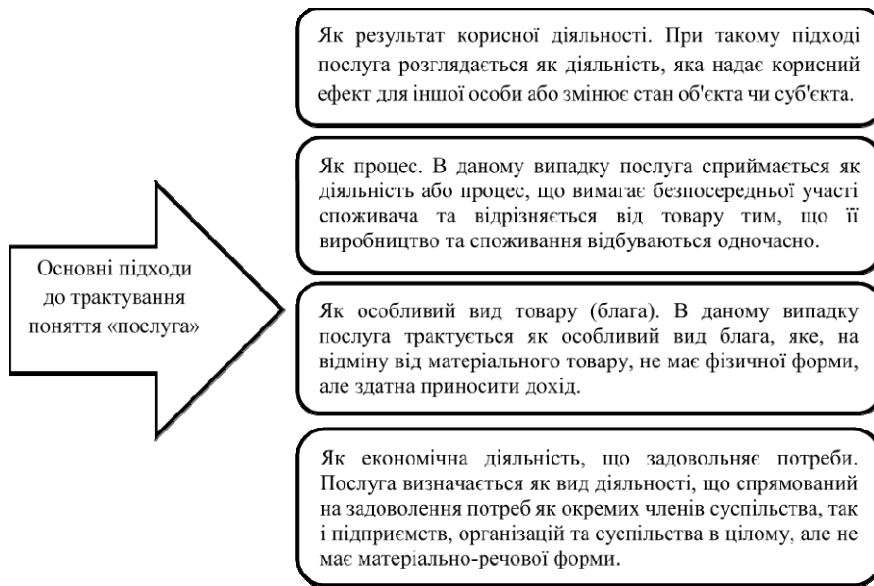 Як результат корисної діяльності. При такому підході
послуга розглядається як діяльність, яка надає корисний
ефект для іншої особи або змінює стан об'єкта чи суб'єкта.
Як процес. В даному випадку послуга сприймається як
діяльність або процес, що вимагає безпосередньої участі
споживача та відрізняється від товару тим, що її
виробництво та споживання відбуваються одночасно.
Основні підходи
до трактування
поняття «послуга»
Як особливий вид товару (блага). В даному випадку
послуга трактується як особливий вид блага, яке, на
відміну від матеріального товару, не має фізичної форми,
але здатна приносити дохід.
Як економічна діяльність, що задовольняє потреби.
Послуга визначається як вид діяльності, що спрямований
на задоволення потреб як окремих членів суспільства, так
і підприємств, організацій та суспільства в цілому, але не
має матеріально-речової форми.